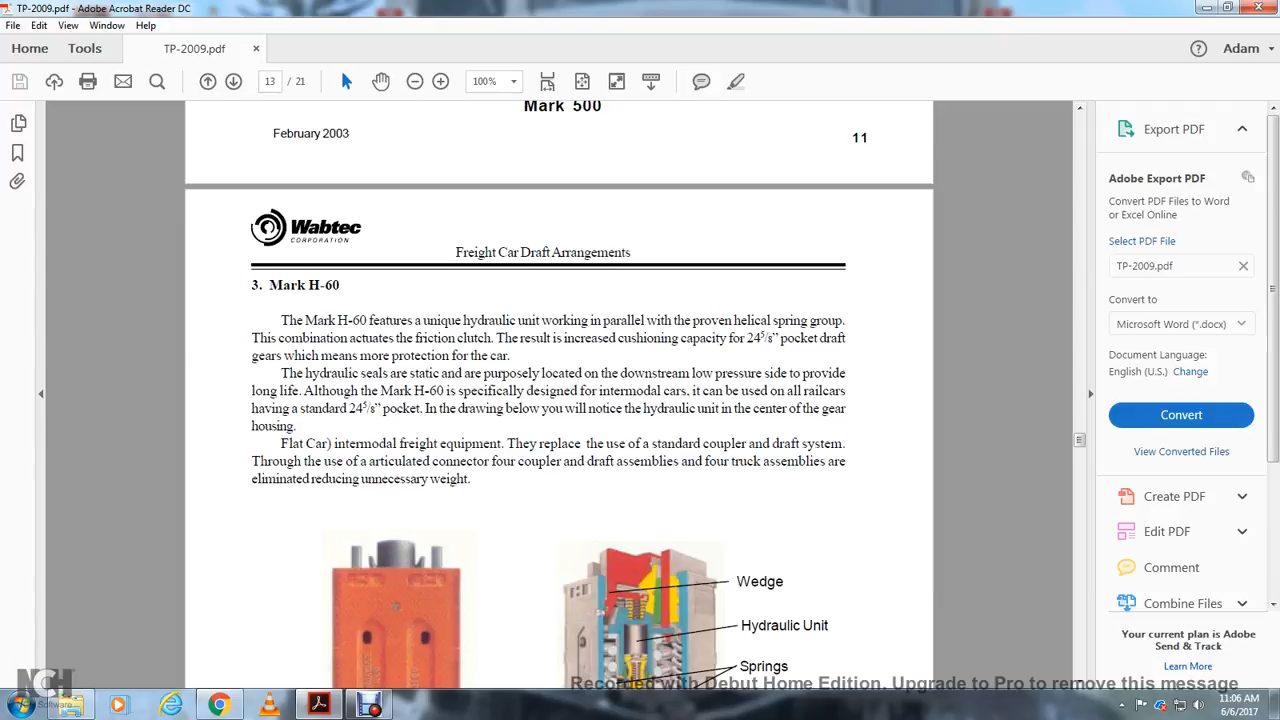 TP-2009.pdf - Adobe Acrobat Reader DC
File Edit View Window Help
Home Tools TP-2009.pdf × Adam
13 / 21 100%
Mark 500
February 2003
11
Wabtec
CORPORATION
Freight Car Draft Arrangements
3. Mark H-60
The Mark H-60 features a unique hydraulic unit working in parallel with the proven helical spring group.
This combination actuates the friction clutch. The result is increased cushioning capacity for 24⁵/₈” pocket draft
gears which means more protection for the car.
The hydraulic seals are static and are purposely located on the downstream low pressure side to provide
long life. Although the Mark H-60 is specifically designed for intermodal cars, it can be used on all railcars
having a standard 24⁵/₈” pocket. In the drawing below you will notice the hydraulic unit in the center of the gear
housing.
Flat Car) intermodal freight equipment. They replace the use of a standard coupler and draft system.
Through the use of a articulated connector four coupler and draft assemblies and four truck assemblies are
eliminated reducing unnecessary weight.
Wedge
Hydraulic Unit
Springs
Export PDF
Adobe Export PDF
Convert PDF Files to Word
or Excel Online
Select PDF File
TP-2009.pdf
Convert to
Microsoft Word (*.docx)
Document Language:
English (U.S.) Change
Convert
View Converted Files
Create PDF
Edit PDF
Comment
Combine Files
Your current plan is Adobe
Send & Track
Learn More
NCH
Software
Recorded with Debut Home Edition. Upgrade to Pro to remove this message
11:06 AM
6/6/2017